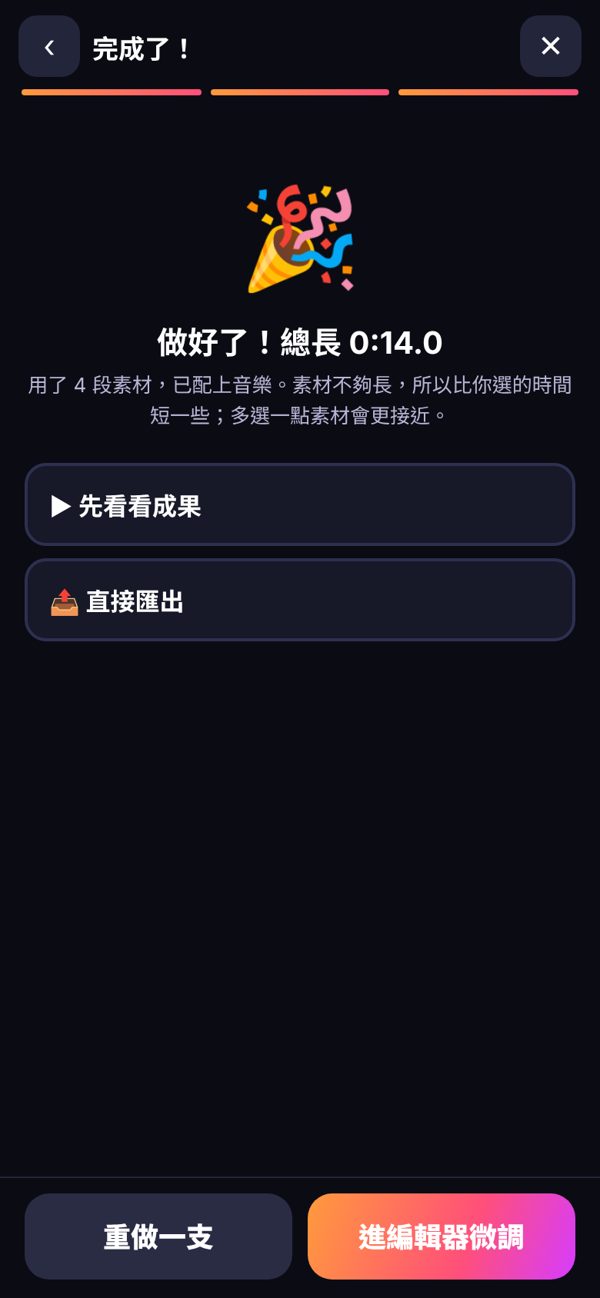 完成了！
做好了！總長 0:14.0
用了 4 段素材，已配上音樂。素材不夠長，所以比你選的時間
短一些；多選一點素材會更接近。
▶ 先看看成果
📤 直接匯出
重做一支
進編輯器微調